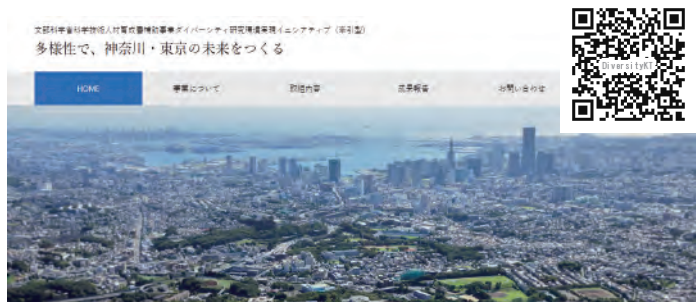 文部科学省科学技術人材育成費補助事業ダイバーシティ研究環境実現イニシアティブ（牽引型）
多様性で、神奈川・東京の未来をつくる
HOME
事業について
取組内容
成果報告
お問い合わせ
DiversityKT